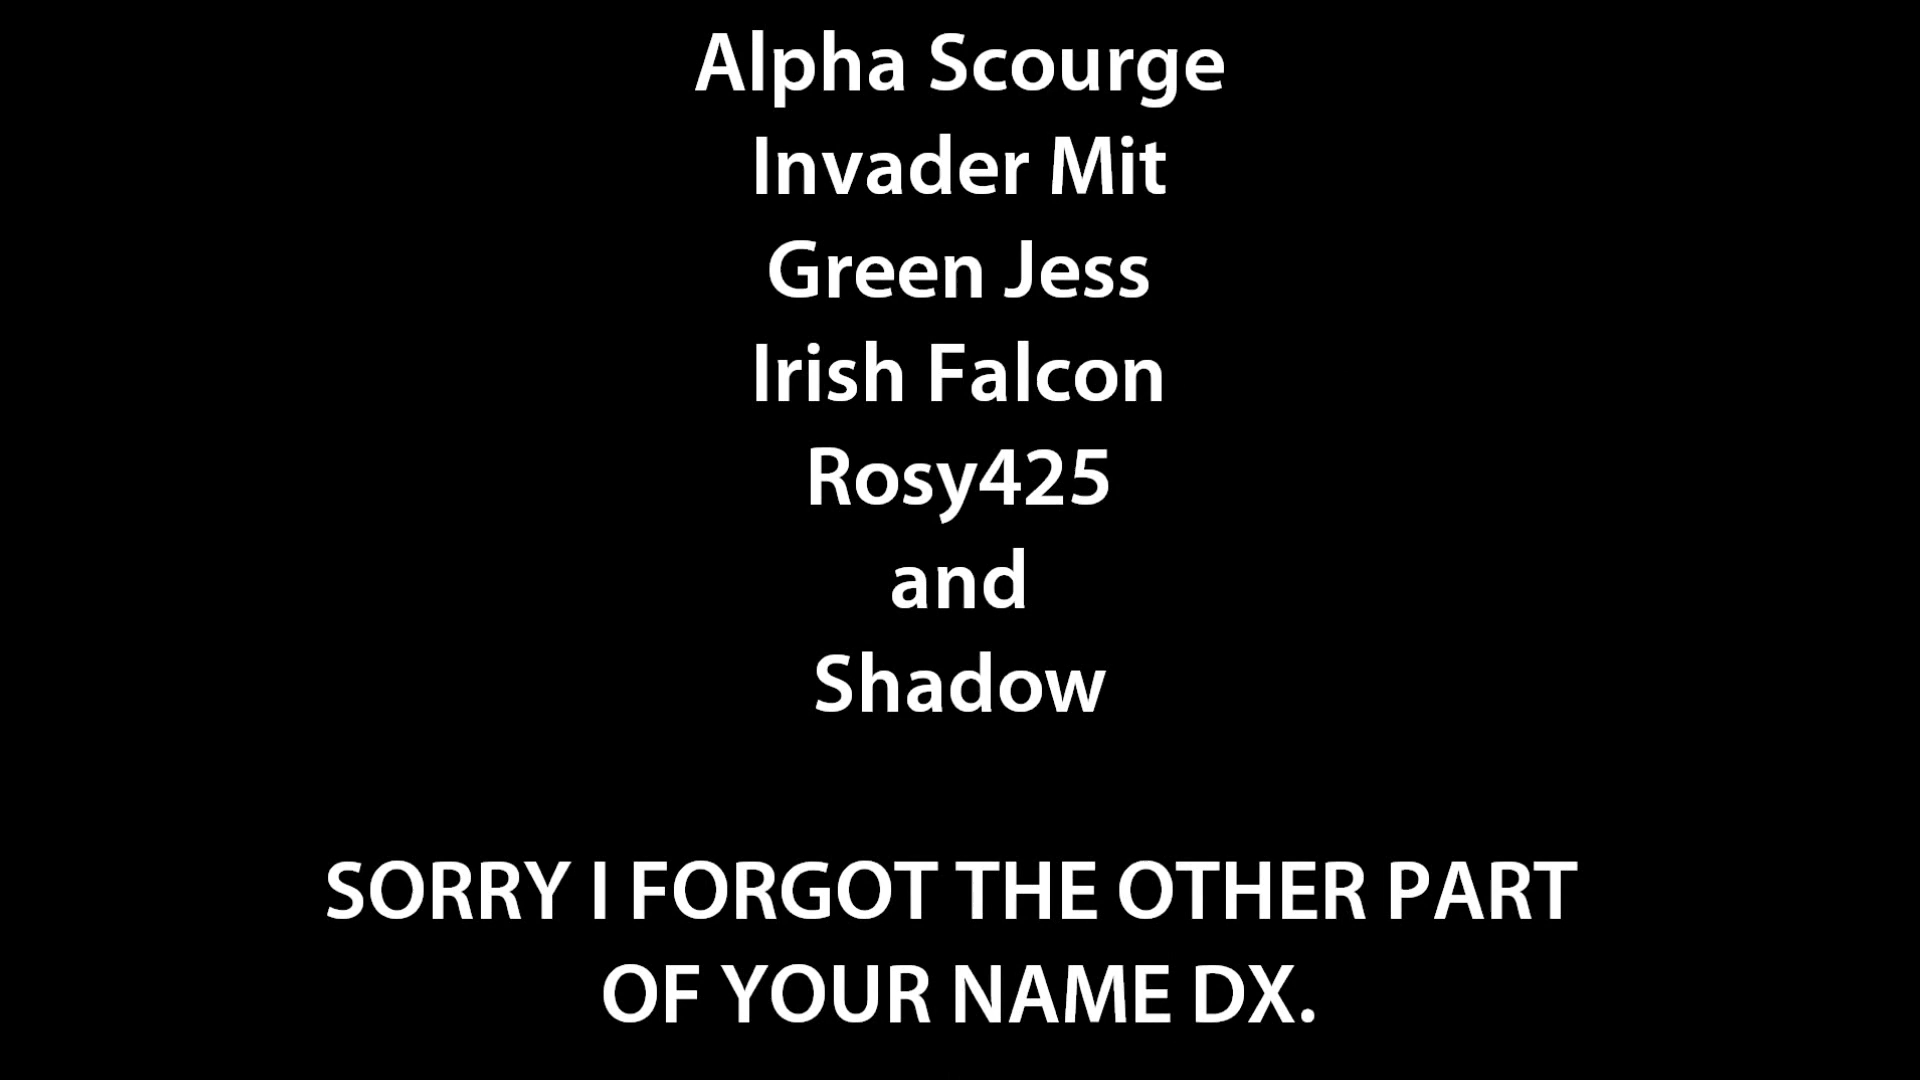 Alpha Scourge
Invader Mit
Green Jess
Irish Falcon
Rosy425
and
Shadow
SORRY I FORGOT THE OTHER PART
OF YOUR NAME DX.